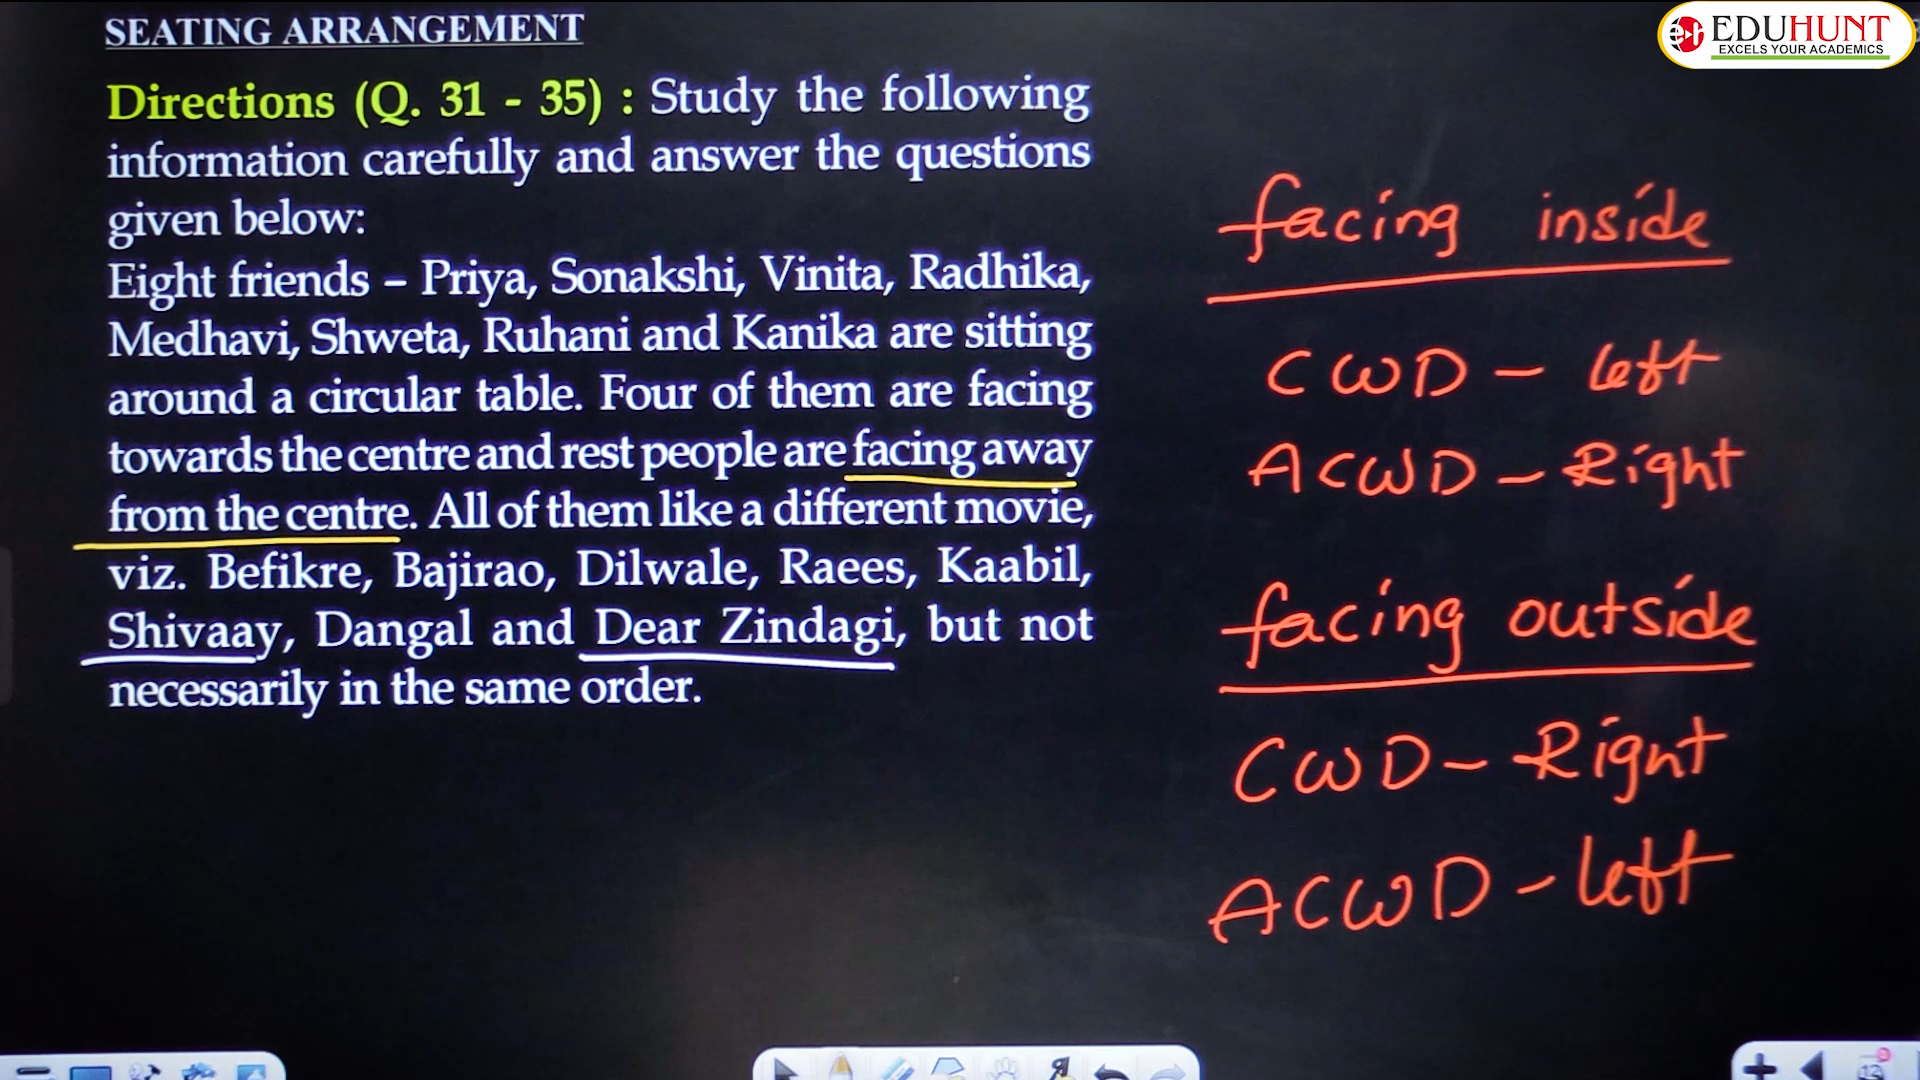 SEATING ARRANGEMENT
EDUHUNT
EXCELS YOUR ACADEMICS
Directions (Q. 31 - 35) : Study the following
information carefully and answer the questions
given below:
Eight friends – Priya, Sonakshi, Vinita, Radhika,
Medhavi, Shweta, Ruhani and Kanika are sitting
around a circular table. Four of them are facing
towards the centre and rest people are facing away
from the centre. All of them like a different movie,
viz. Befikre, Bajirao, Dilwale, Raees, Kaabil,
Shivaay, Dangal and Dear Zindagi, but not
necessarily in the same order.
facing inside
CWD - left
ACWD - Right
facing outside
CWD - Right
ACWD - left